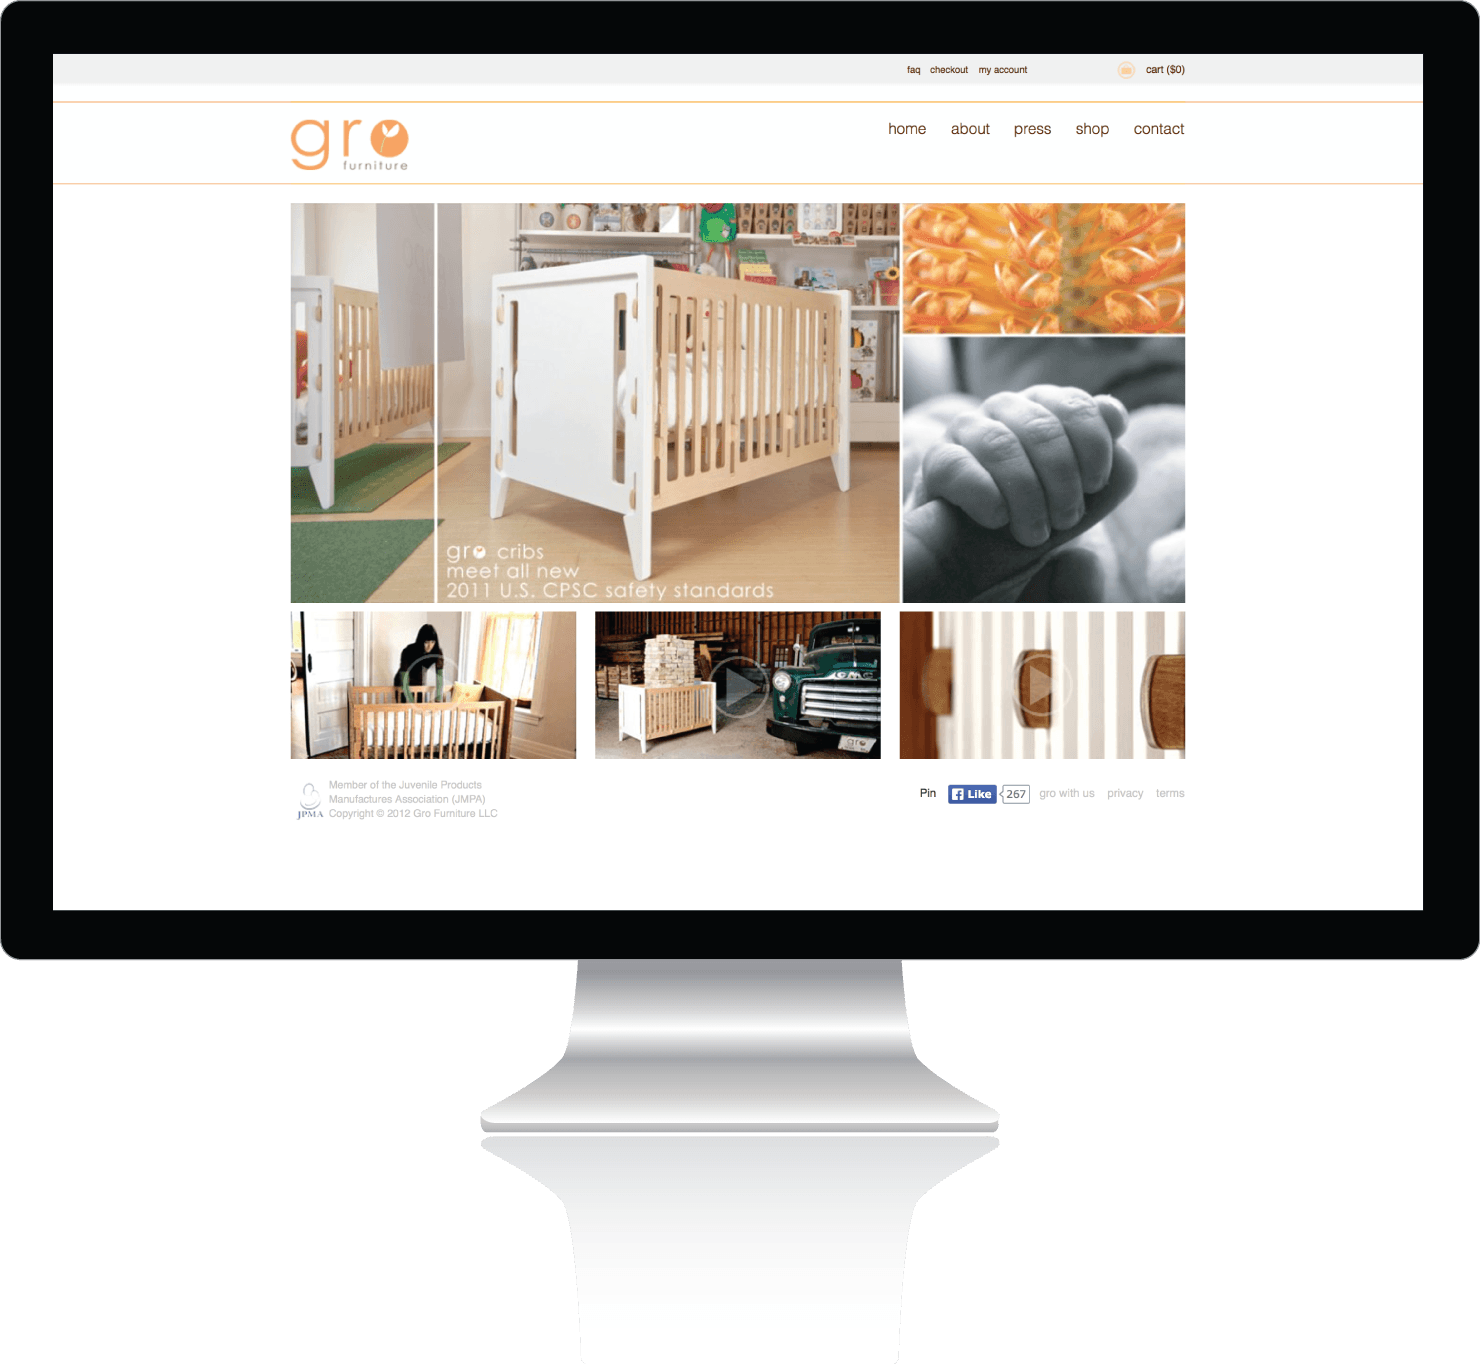 faq checkout my account cart ($0)
gro
furniture
home about press shop contact
gro cribs
meet all new
2011 U.S. CPSC safety standards
GMC
gro
Member of the Juvenile Products
Manufactures Association (JMPA)
JPMA Copyright © 2012 Gro Furniture LLC
Pin Like 267 gro with us privacy terms